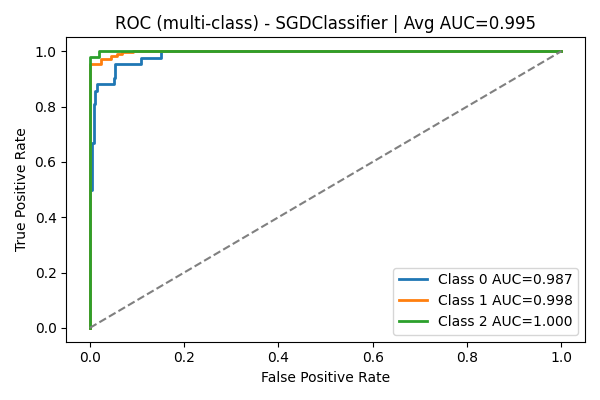 ROC (multi-class) - SGDClassifier | Avg AUC=0.995
True Positive Rate
1.0
0.8
0.6
0.4
0.2
0.0
Class 0 AUC=0.987
Class 1 AUC=0.998
Class 2 AUC=1.000
0.0 0.2 0.4 0.6 0.8 1.0
False Positive Rate